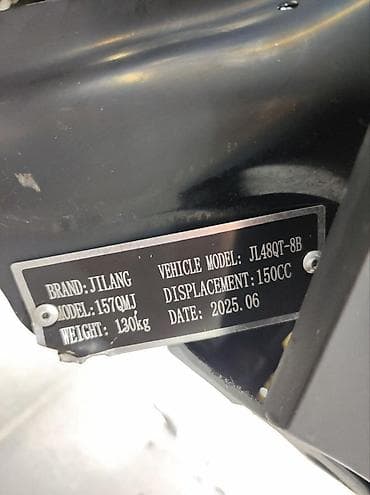 BRAND:JILANG
VEHICLE MODEL: JL48QT-8B
MODEL:157QMJ
DISPLACEMENT:150CC
WEIGHT: 130kg
DATE: 2025.06